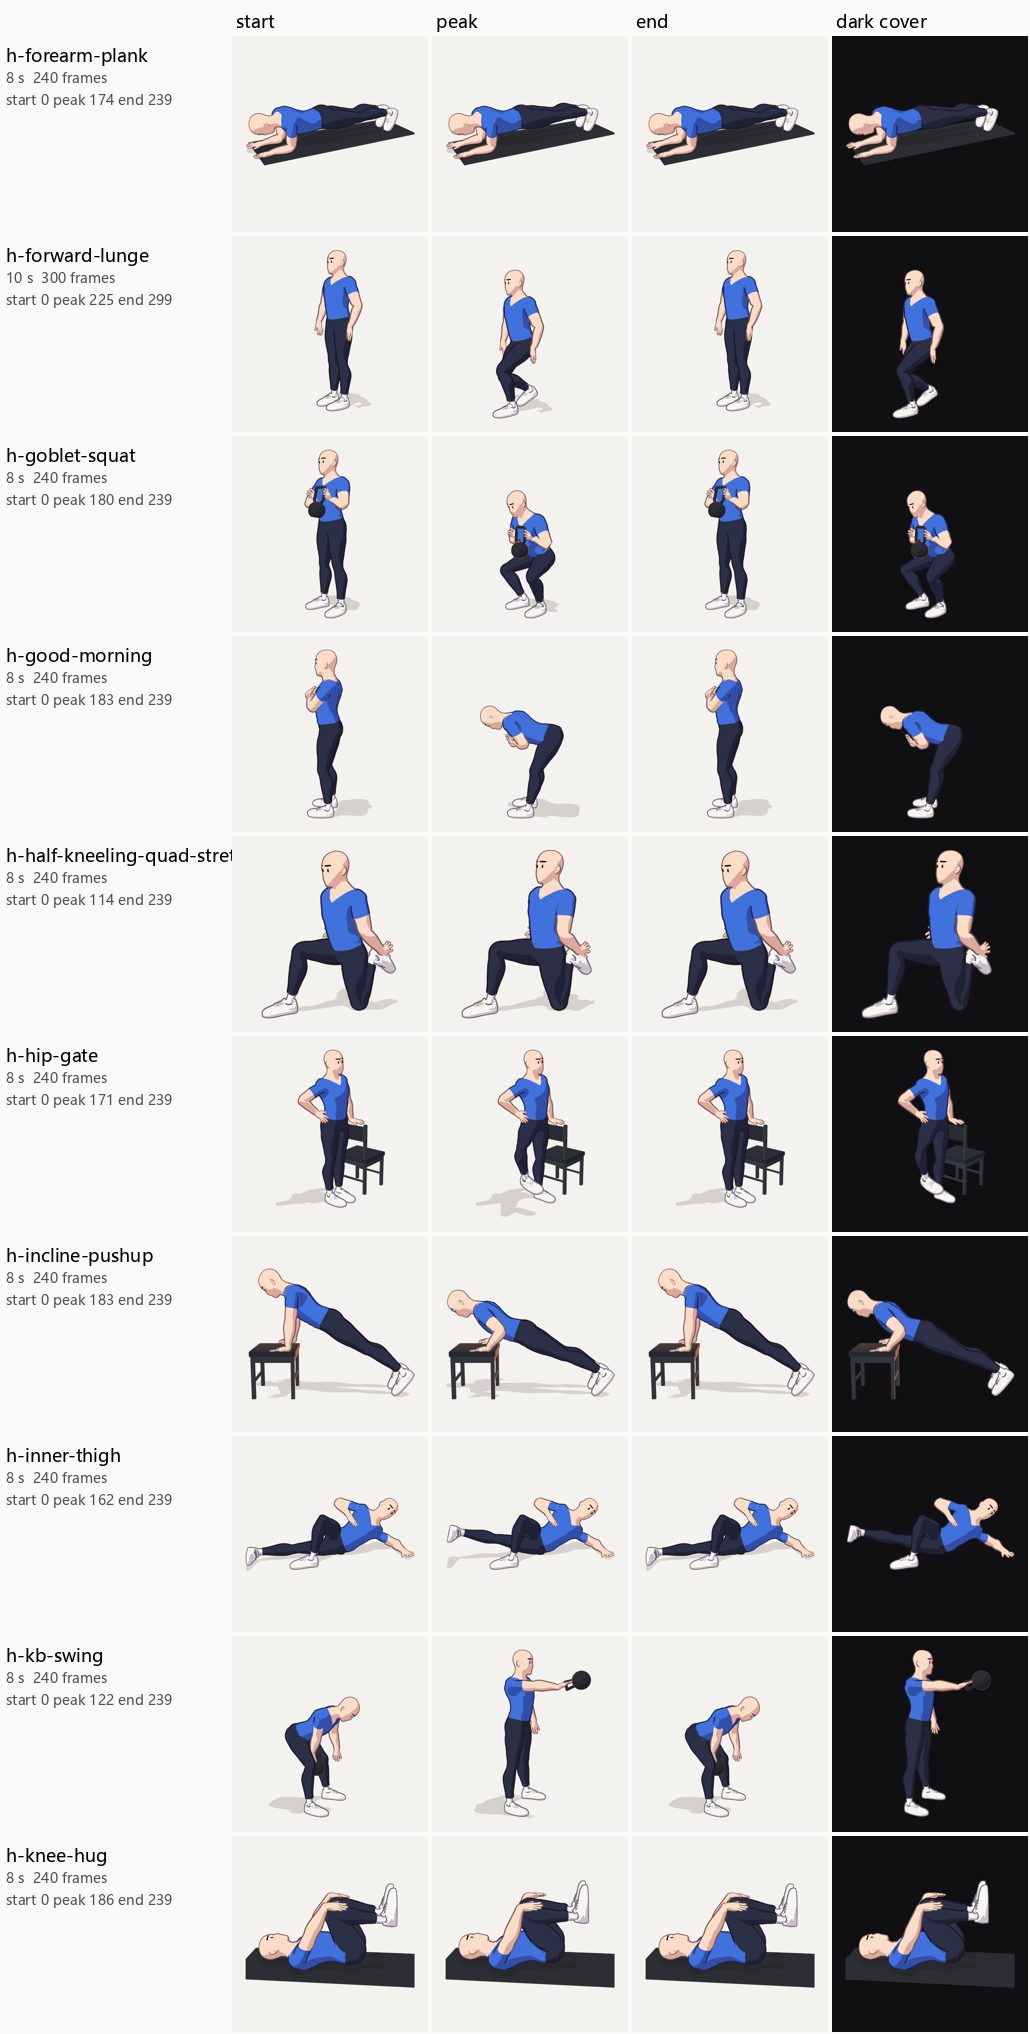 start peak end dark cover
h-forearm-plank
8 s 240 frames
start 0 peak 174 end 239
h-forward-lunge
10 s 300 frames
start 0 peak 225 end 299
h-goblet-squat
8 s 240 frames
start 0 peak 180 end 239
h-good-morning
8 s 240 frames
start 0 peak 183 end 239
h-half-kneeling-quad-stret
8 s 240 frames
start 0 peak 114 end 239
h-hip-gate
8 s 240 frames
start 0 peak 171 end 239
h-incline-pushup
8 s 240 frames
start 0 peak 183 end 239
h-inner-thigh
8 s 240 frames
start 0 peak 162 end 239
h-kb-swing
8 s 240 frames
start 0 peak 122 end 239
h-knee-hug
8 s 240 frames
start 0 peak 186 end 239